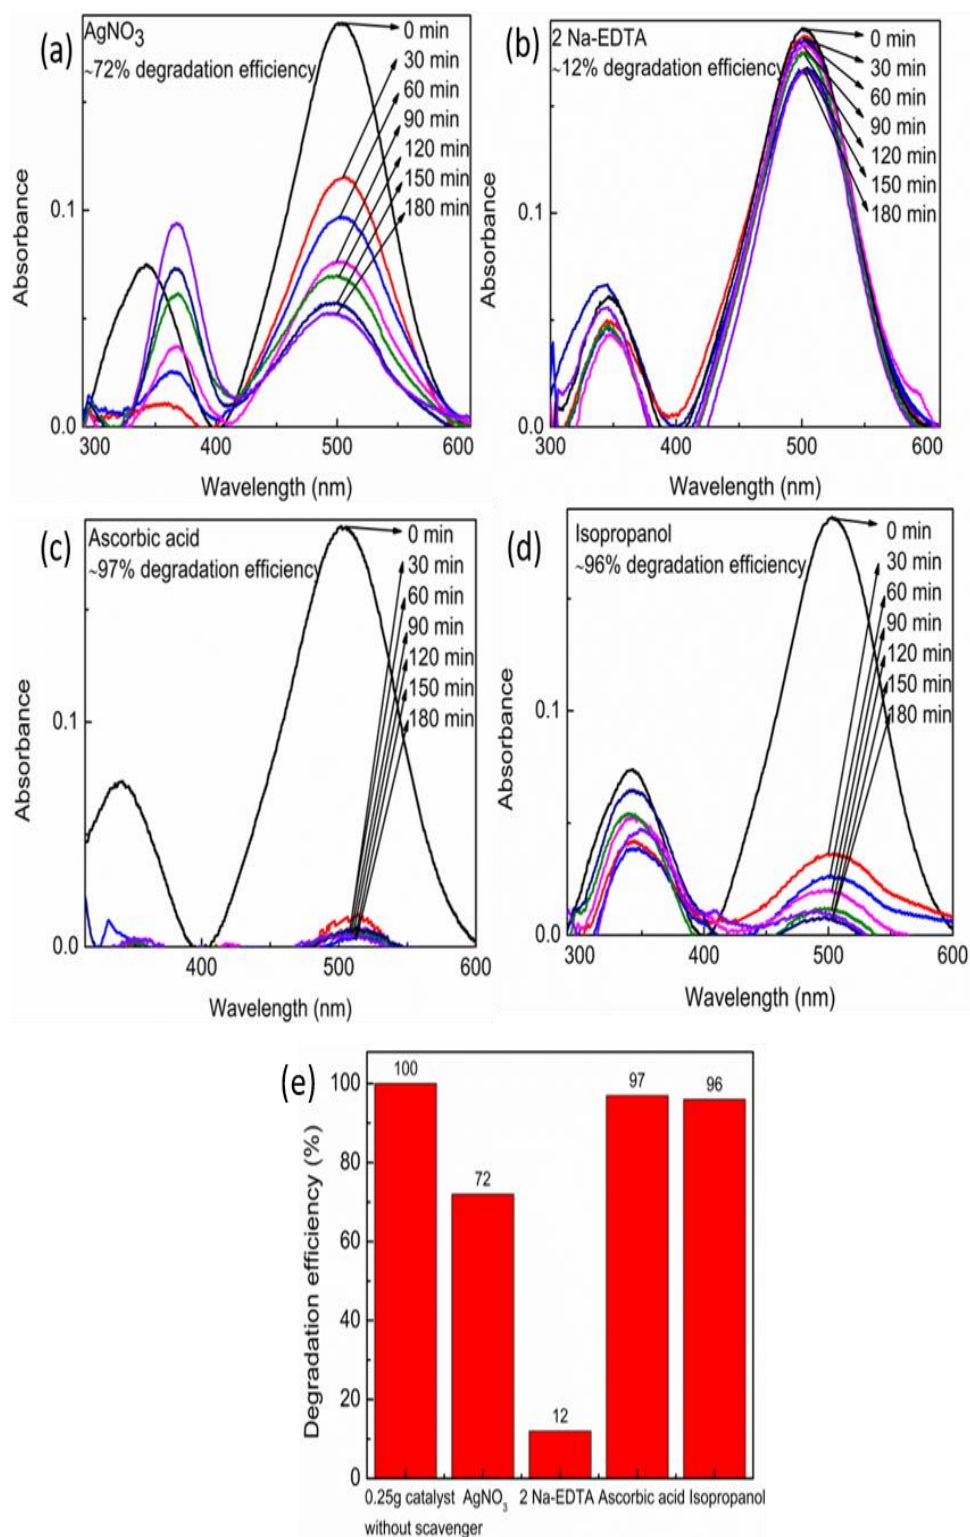 (a)
AgNO3
~72% degradation efficiency
0 min
30 min
60 min
90 min
120 min
150 min
180 min
Absorbance
0.1
0.0
300 400 500 600
Wavelength (nm)
(b)
2 Na-EDTA
~12% degradation efficiency
0 min
30 min
60 min
90 min
120 min
150 min
180 min
Absorbance
0.1
0.0
300 400 500 600
Wavelength (nm)
(c)
Ascorbic acid
~97% degradation efficiency
0 min
30 min
60 min
90 min
120 min
150 min
180 min
Absorbance
0.1
0.0
400 500 600
Wavelength (nm)
(d)
Isopropanol
~96% degradation efficiency
0 min
30 min
60 min
90 min
120 min
150 min
180 min
Absorbance
0.1
0.0
300 400 500 600
Wavelength (nm)
(e)
Degradation efficiency (%)
100
80
60
40
20
0
100
72
12
97
96
0.25g catalyst
without scavenger
AgNO3
2 Na-EDTA
Ascorbic acid
Isopropanol